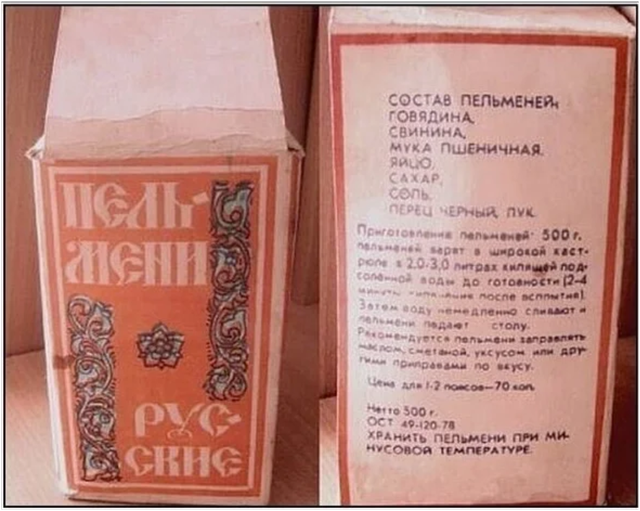 ПЕЛЬ-
МЕНИ
РУС-
СКИЕ
СОСТАВ ПЕЛЬМЕНЕЙ:
ГОВЯДИНА,
СВИНИНА,
МУКА ПШЕНИЧНАЯ,
ЯЙЦО,
САХАР,
СОЛЬ,
ПЕРЕЦ ЧЕРНЫЙ, ЛУК.
Приготовление пельменей: 500 г.
пельменей варят в широкой каст-
рюле в 2,0-3,0 литрах кипящей под-
соленной воды до готовности (2-4
минуты кипячение после всплытия).
Затем воду немедленно сливают и
пельмени подают столу.
Рекомендуется пельмени заправлять
маслом, сметаной, уксусом или дру-
гими приправами по вкусу.
Цена для 1-2 поясов—70 коп.
Нетто 500 г.
ОСТ 49-120-78
ХРАНИТЬ ПЕЛЬМЕНИ ПРИ МИ-
НУСОВОЙ ТЕМПЕРАТУРЕ.